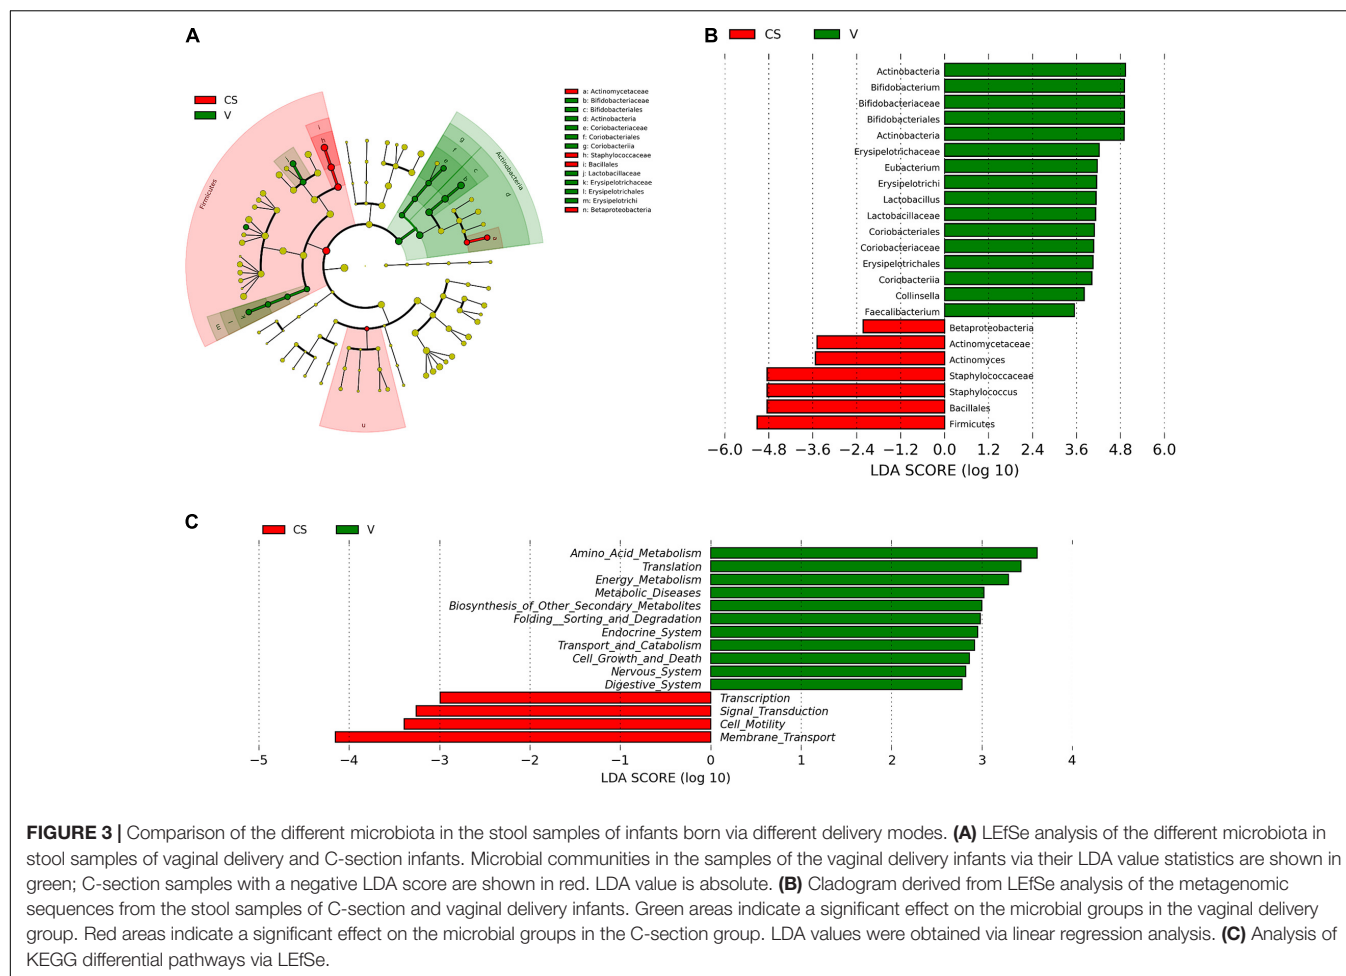 A
CS
V
Firmicutes
Actinobacteria
i
h
j
g
f
e
c
b
d
a
m
l
k
n
a: Actinomycetaceae
b: Bifidobacteriaceae
c: Bifidobacteriales
d: Actinobacteria
e: Coriobacteriaceae
f: Coriobacteriales
g: Coriobacteriia
h: Staphylococcaceae
i: Bacillales
j: Lactobacillaceae
k: Erysipelotrichaceae
l: Erysipelotrichales
m: Erysipelotrichi
n: Betaproteobacteria
B
CS V
Actinobacteria
Bifidobacterium
Bifidobacteriaceae
Bifidobacteriales
Actinobacteria
Erysipelotrichaceae
Eubacterium
Erysipelotrichi
Lactobacillus
Lactobacillaceae
Coriobacteriales
Coriobacteriaceae
Erysipelotrichales
Coriobacteriia
Collinsella
Faecalibacterium
Betaproteobacteria
Actinomycetaceae
Actinomyces
Staphylococcaceae
Staphylococcus
Bacillales
Firmicutes
−6.0 −4.8 −3.6 −2.4 −1.2 0.0 1.2 2.4 3.6 4.8 6.0
LDA SCORE (log 10)
C
CS V
Amino_Acid_Metabolism
Translation
Energy_Metabolism
Metabolic_Diseases
Biosynthesis_of_Other_Secondary_Metabolites
Folding__Sorting_and_Degradation
Endocrine_System
Transport_and_Catabolism
Cell_Growth_and_Death
Nervous_System
Digestive_System
Transcription
Signal_Transduction
Cell_Motility
Membrane_Transport
−5 −4 −3 −2 −1 0 1 2 3 4
LDA SCORE (log 10)
FIGURE 3 | Comparison of the different microbiota in the stool samples of infants born via different delivery modes. (A) LEfSe analysis of the different microbiota in
stool samples of vaginal delivery and C-section infants. Microbial communities in the samples of the vaginal delivery infants via their LDA value statistics are shown in
green; C-section samples with a negative LDA score are shown in red. LDA value is absolute. (B) Cladogram derived from LEfSe analysis of the metagenomic
sequences from the stool samples of C-section and vaginal delivery infants. Green areas indicate a significant effect on the microbial groups in the vaginal delivery
group. Red areas indicate a significant effect on the microbial groups in the C-section group. LDA values were obtained via linear regression analysis. (C) Analysis of
KEGG differential pathways via LEfSe.